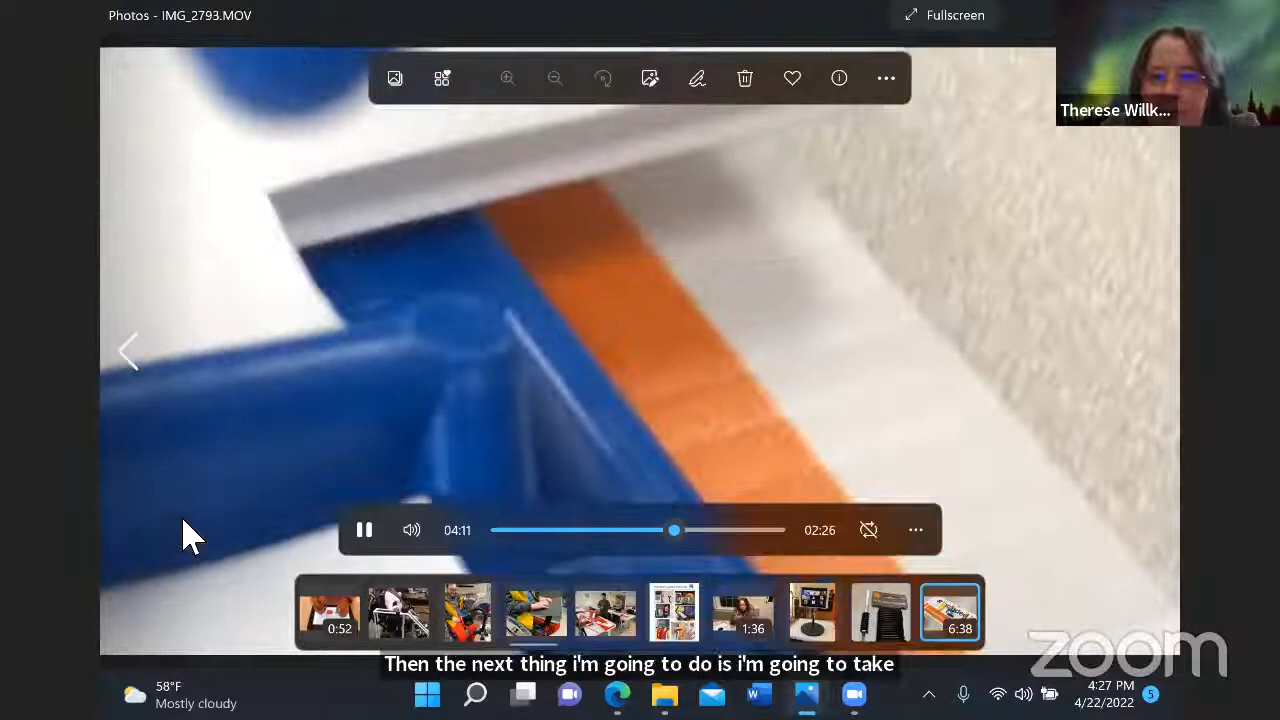 Photos - IMG_2793.MOV
Fullscreen
Therese Willk...
04:11
02:26
0:52
1:36
6:38
Then the next thing i'm going to do is i'm going to take
zoom
58°F
Mostly cloudy
4:27 PM
4/22/2022
5